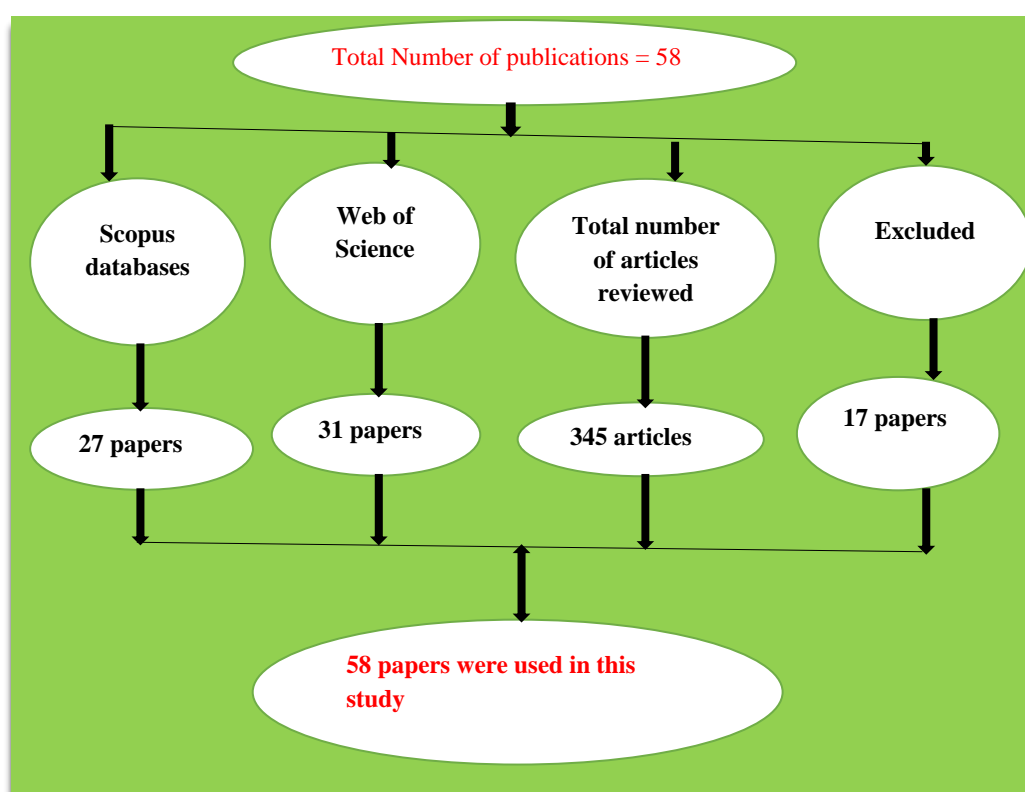 Total Number of publications = 58
Scopus
databases
Web of
Science
Total number
of articles
reviewed
Excluded
27 papers
31 papers
345 articles
17 papers
58 papers were used in this
study